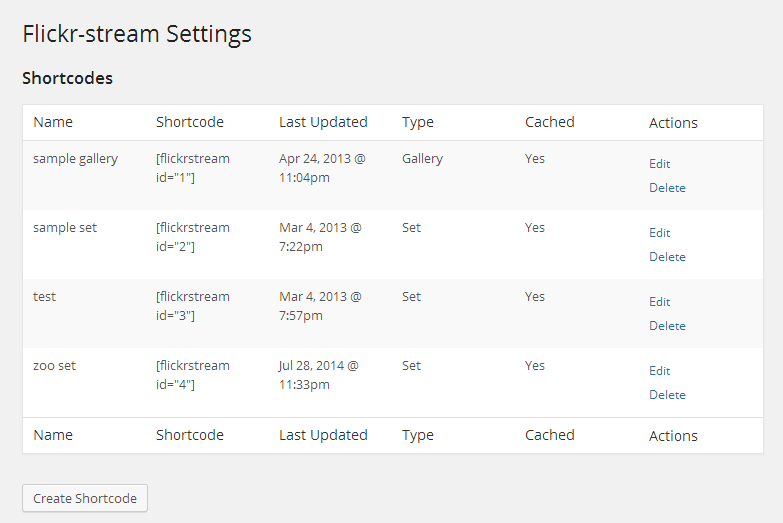 Flickr-stream Settings
Shortcodes
Name Shortcode Last Updated Type Cached Actions
sample gallery [flickrstream Apr 24, 2013 @ Gallery Yes Edit
id="1"] 11:04pm Delete
sample set [flickrstream Mar 4, 2013 @ Set Yes Edit
id="2"] 7:22pm Delete
test [flickrstream Mar 4, 2013 @ Set Yes Edit
id="3"] 7:57pm Delete
zoo set [flickrstream Jul 28, 2014 @ Set Yes Edit
id="4"] 11:33pm Delete
Name Shortcode Last Updated Type Cached Actions
Create Shortcode